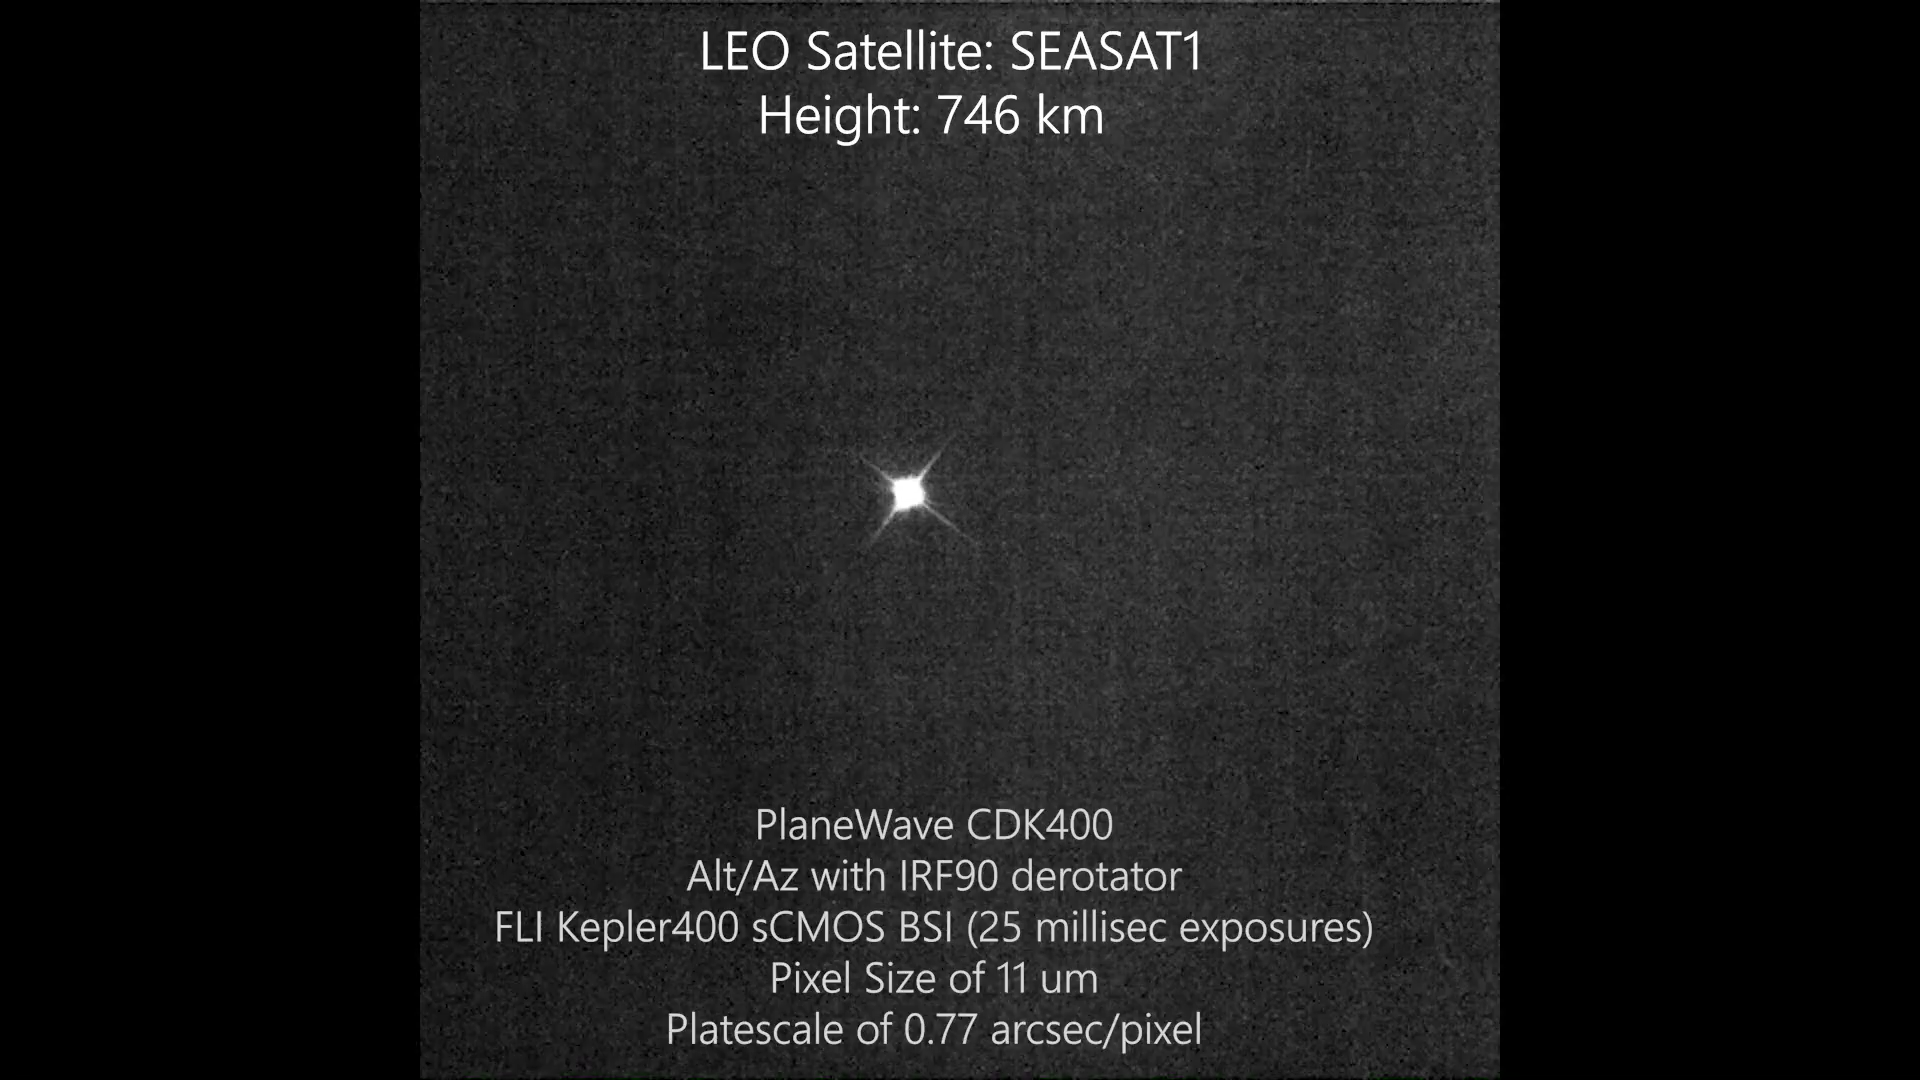 LEO Satellite: SEASAT1
Height: 746 km
PlaneWave CDK400
Alt/Az with IRF90 derotator
FLI Kepler400 sCMOS BSI (25 millisec exposures)
Pixel Size of 11 um
Platescale of 0.77 arcsec/pixel